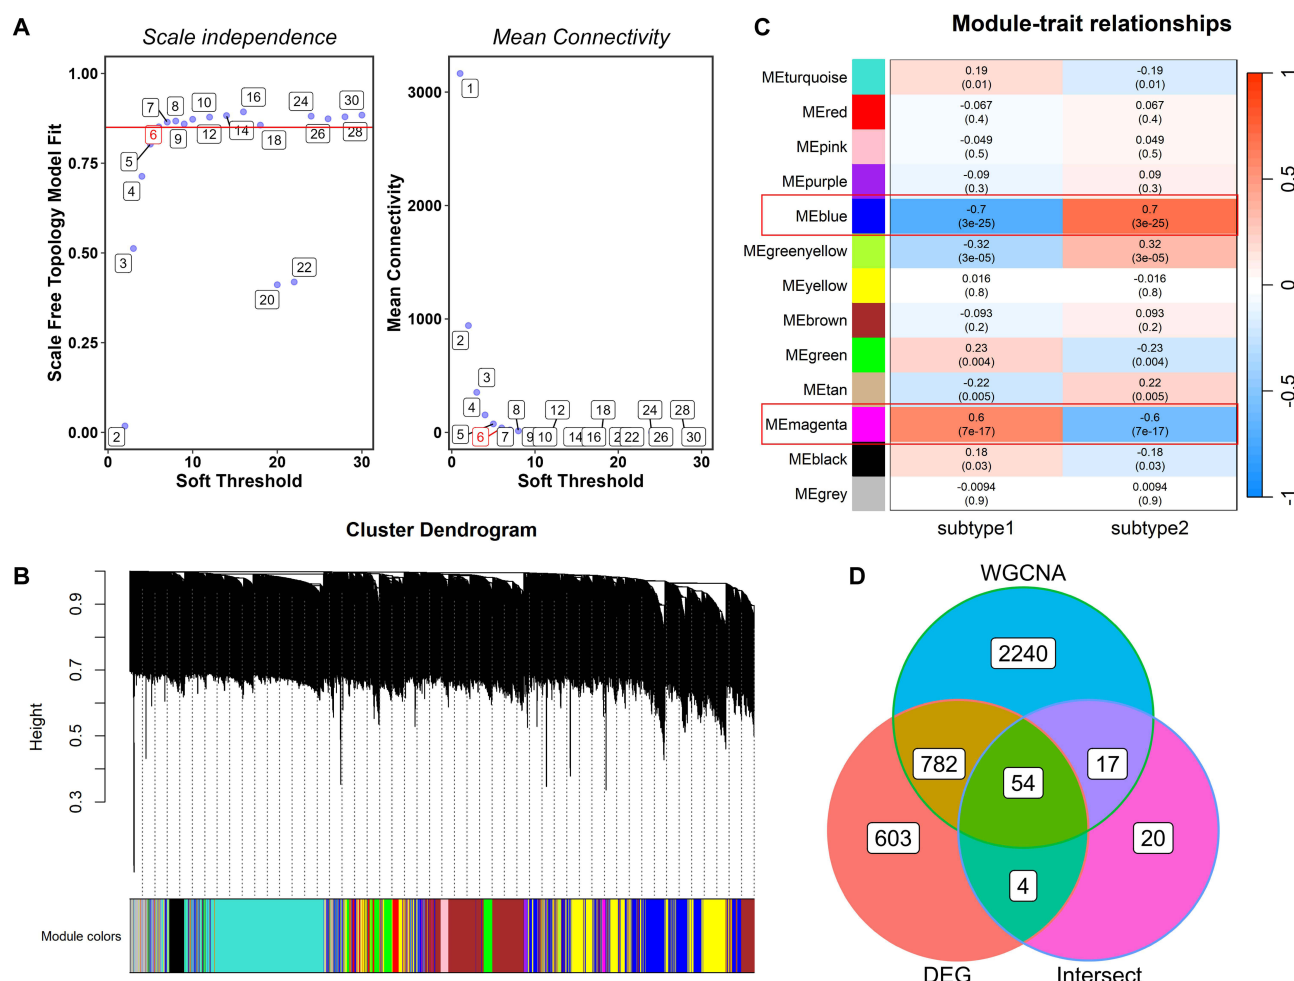 A
Scale independence
Scale Free Topology Model Fit
1.00
0.75
0.50
0.25
0.00
2
3
4
5
6
7
8
9
10
12
14
16
18
20
22
24
26
28
30
0 10 20 30
Soft Threshold
Mean Connectivity
Mean Connectivity
3000
2000
1000
0
1
2
3
4
5
6
7
8
9
10
12
14
16
18
22
24
26
28
30
0 10 20 30
Soft Threshold
C
Module-trait relationships
MEturquoise 0.19 (0.01) -0.19 (0.01)
MEred -0.067 (0.4) 0.067 (0.4)
MEpink -0.049 (0.5) 0.049 (0.5)
MEpurple -0.09 (0.3) 0.09 (0.3)
MEblue -0.7 (3e-25) 0.7 (3e-25)
MEgreenyellow -0.32 (3e-05) 0.32 (3e-05)
MEyellow 0.016 (0.8) -0.016 (0.8)
MEbrown -0.093 (0.2) 0.093 (0.2)
MEgreen 0.23 (0.004) -0.23 (0.004)
MEtan -0.22 (0.005) 0.22 (0.005)
MEmagenta 0.6 (7e-17) -0.6 (7e-17)
MEblack 0.18 (0.03) -0.18 (0.03)
MEgrey -0.0094 (0.9) 0.0094 (0.9)
subtype1 subtype2
1
0.5
0
-0.5
-1
B
Cluster Dendrogram
Height
0.9
0.7
0.5
0.3
Module colors
D
WGCNA
2240
782
54
17
603
4
20
DEG
Intersect